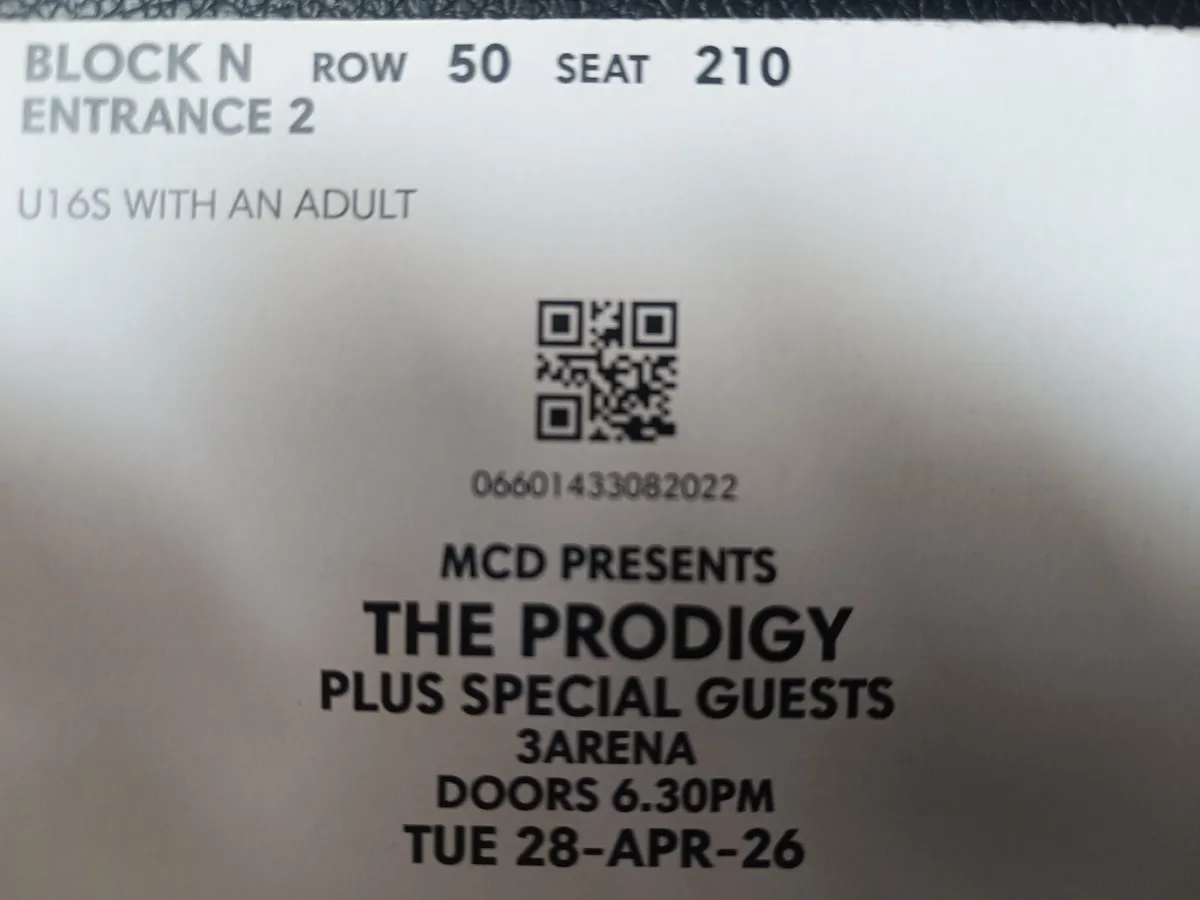 BLOCK N ROW 50 SEAT 210
ENTRANCE 2
U16S WITH AN ADULT
06601433082022
MCD PRESENTS
THE PRODIGY
PLUS SPECIAL GUESTS
3ARENA
DOORS 6.30PM
TUE 28-APR-26